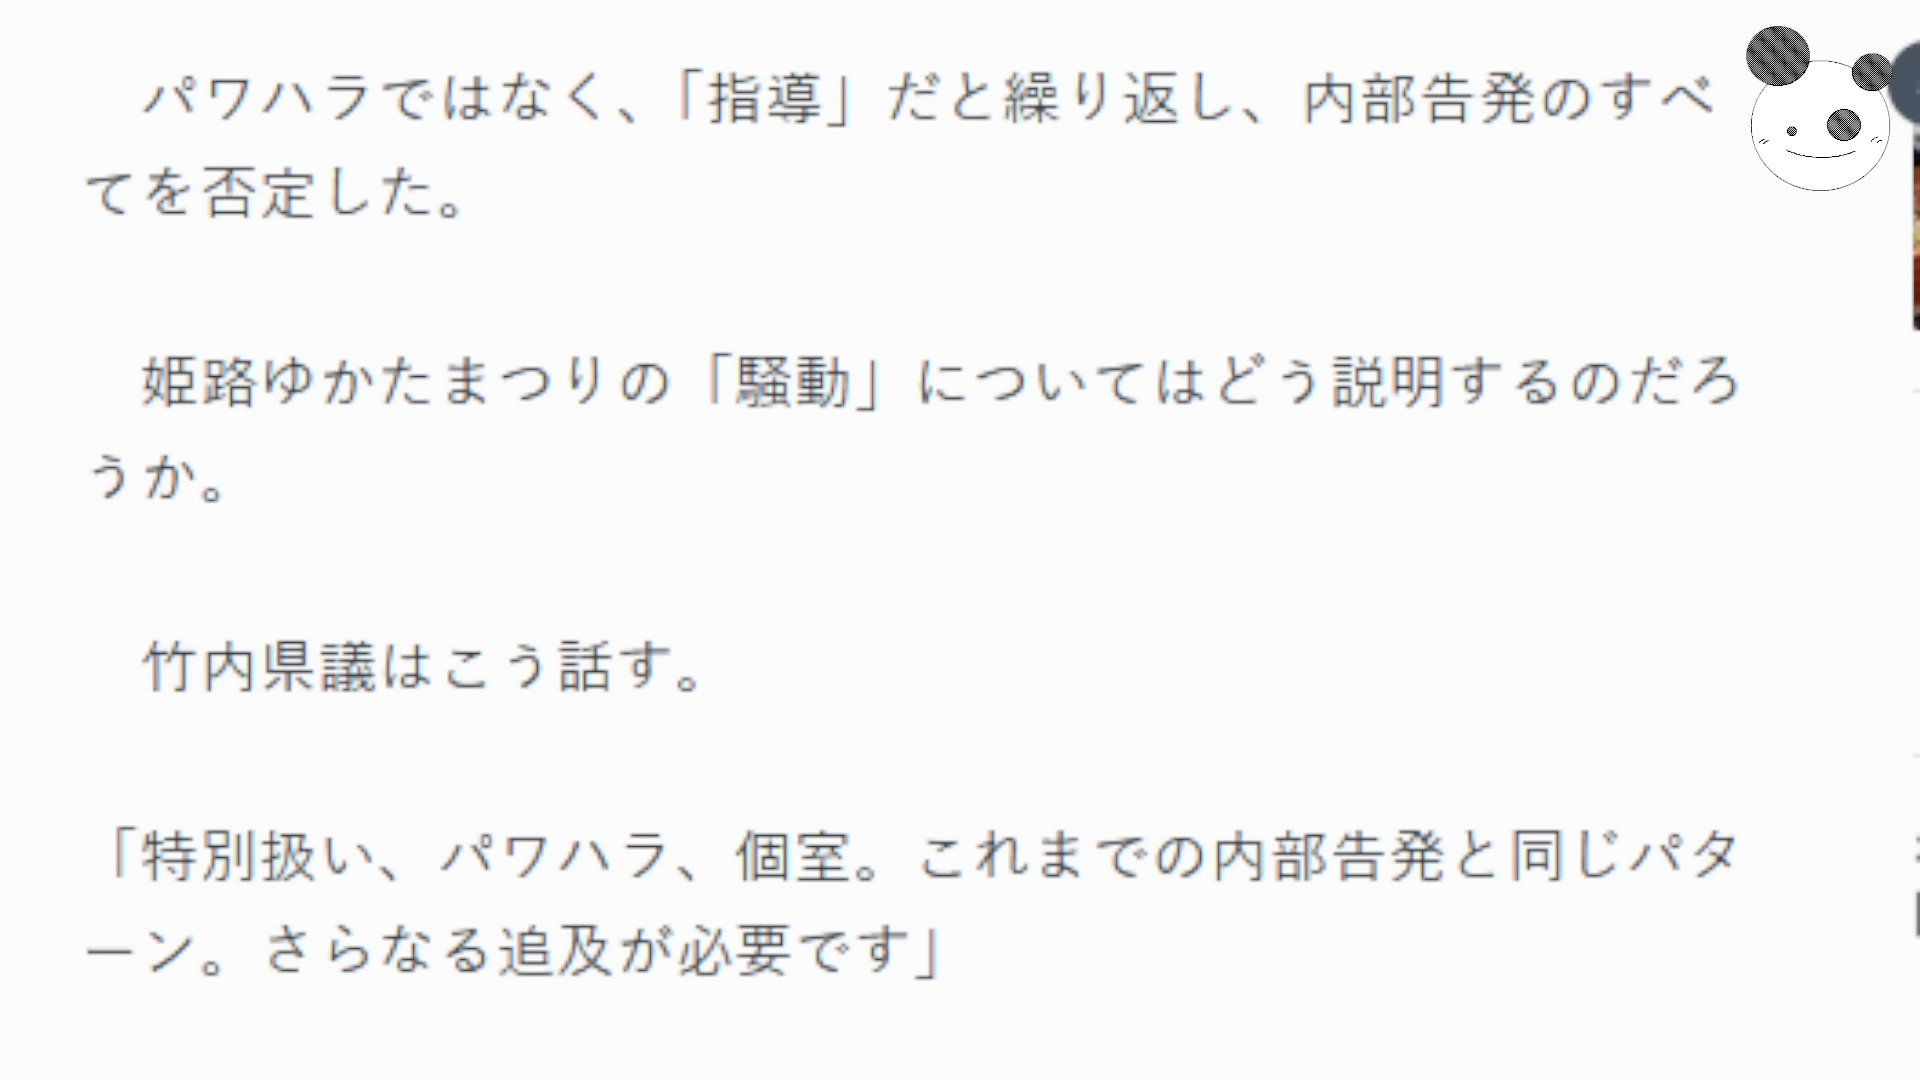 パワハラではなく、「指導」だと繰り返し、内部告発のすべ
てを否定した。
姫路ゆかたまつりの「騒動」についてはどう説明するのだろ
うか。
竹内県議はこう話す。
「特別扱い、パワハラ、個室。これまでの内部告発と同じパタ
ーン。さらなる追及が必要です」